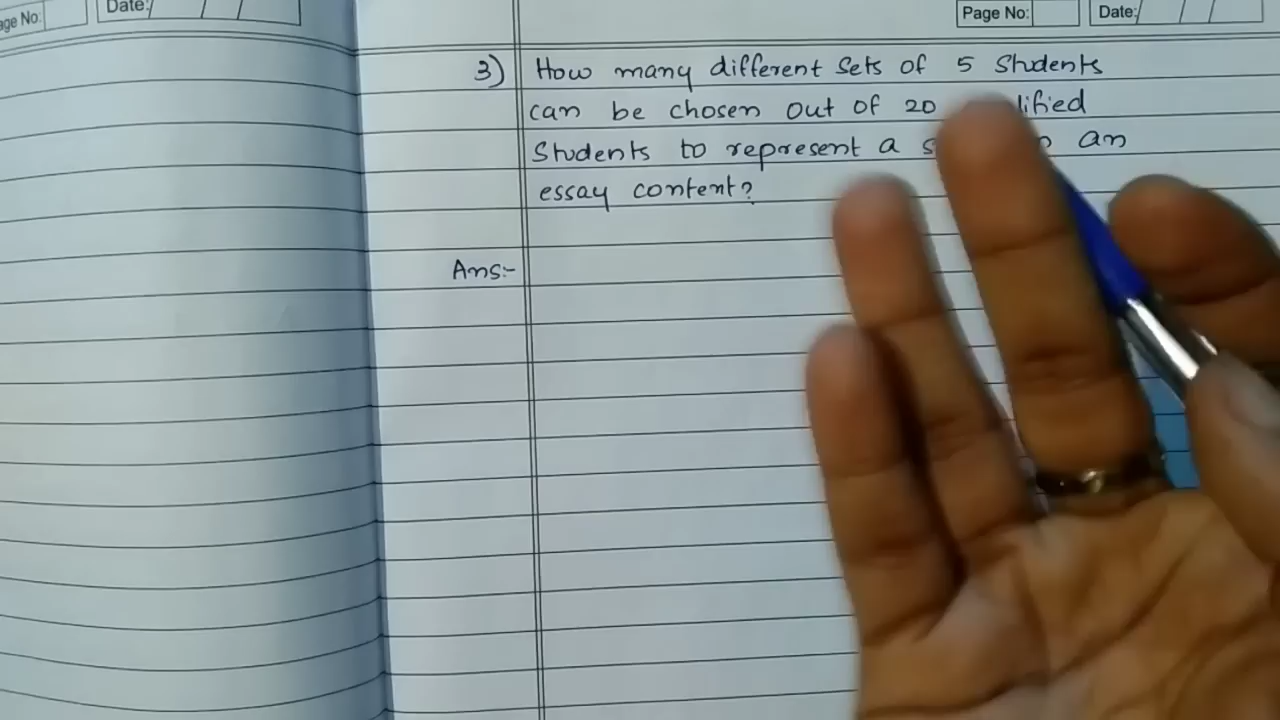 age No:
Date:
Page No:
Date:
3) How many different Sets of 5 Students
can be chosen out of 20
Students to represent a an
essay content?
Ans:-